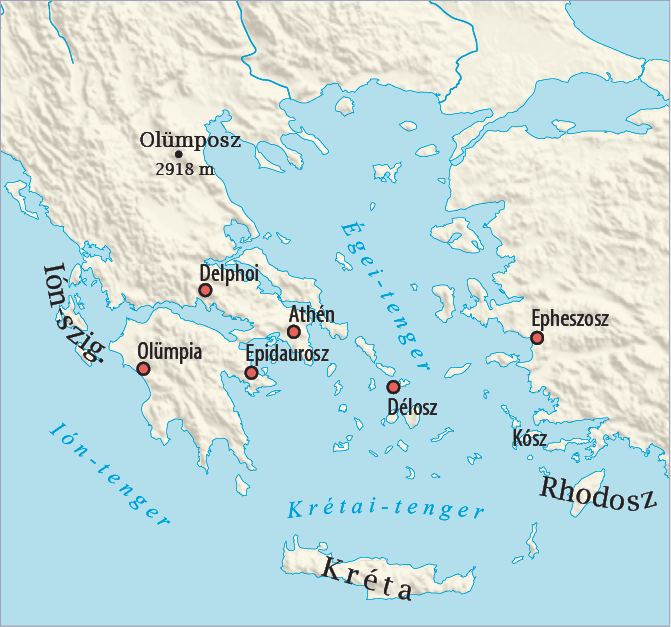 Olümposz
2918 m
Égei-tenger
Delphoi
Ión-szig.
Athén
Epheszosz
Olümpia
Epidaurosz
Délosz
Kósz
Ión-tenger
Rhodosz
Krétai-tenger
Kréta